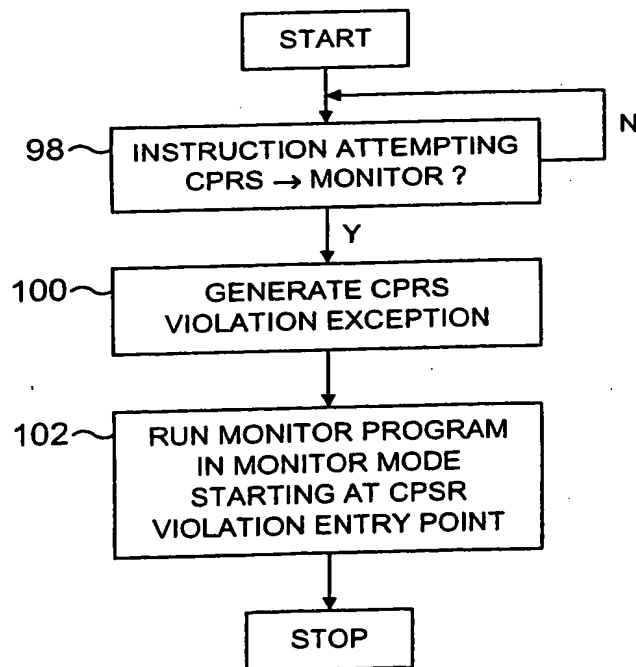 START
N
98
INSTRUCTION ATTEMPTING
CPRS → MONITOR ?
Y
100
GENERATE CPRS
VIOLATION EXCEPTION
102
RUN MONITOR PROGRAM
IN MONITOR MODE
STARTING AT CPSR
VIOLATION ENTRY POINT
STOP